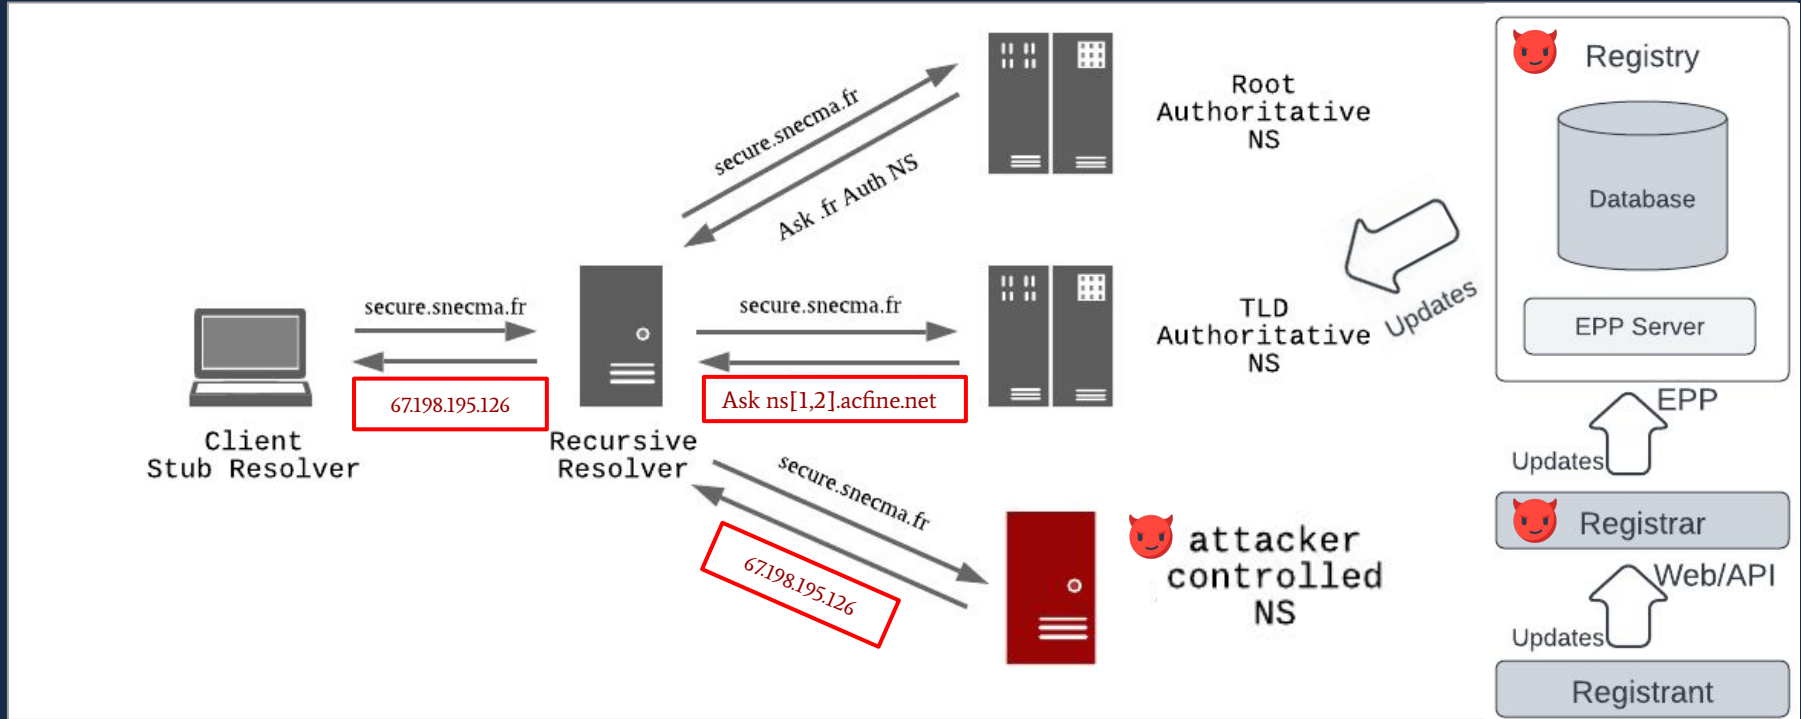 secure.snecma.fr
Ask .fr Auth NS
Root
Authoritative
NS
secure.snecma.fr
67.198.195.126
Client
Stub Resolver
Recursive
Resolver
secure.snecma.fr
Ask ns[1,2].acfine.net
TLD
Authoritative
NS
Updates
secure.snecma.fr
67.198.195.126
attacker
controlled
NS
Registry
Database
EPP Server
EPP
Updates
Registrar
Web/API
Updates
Registrant